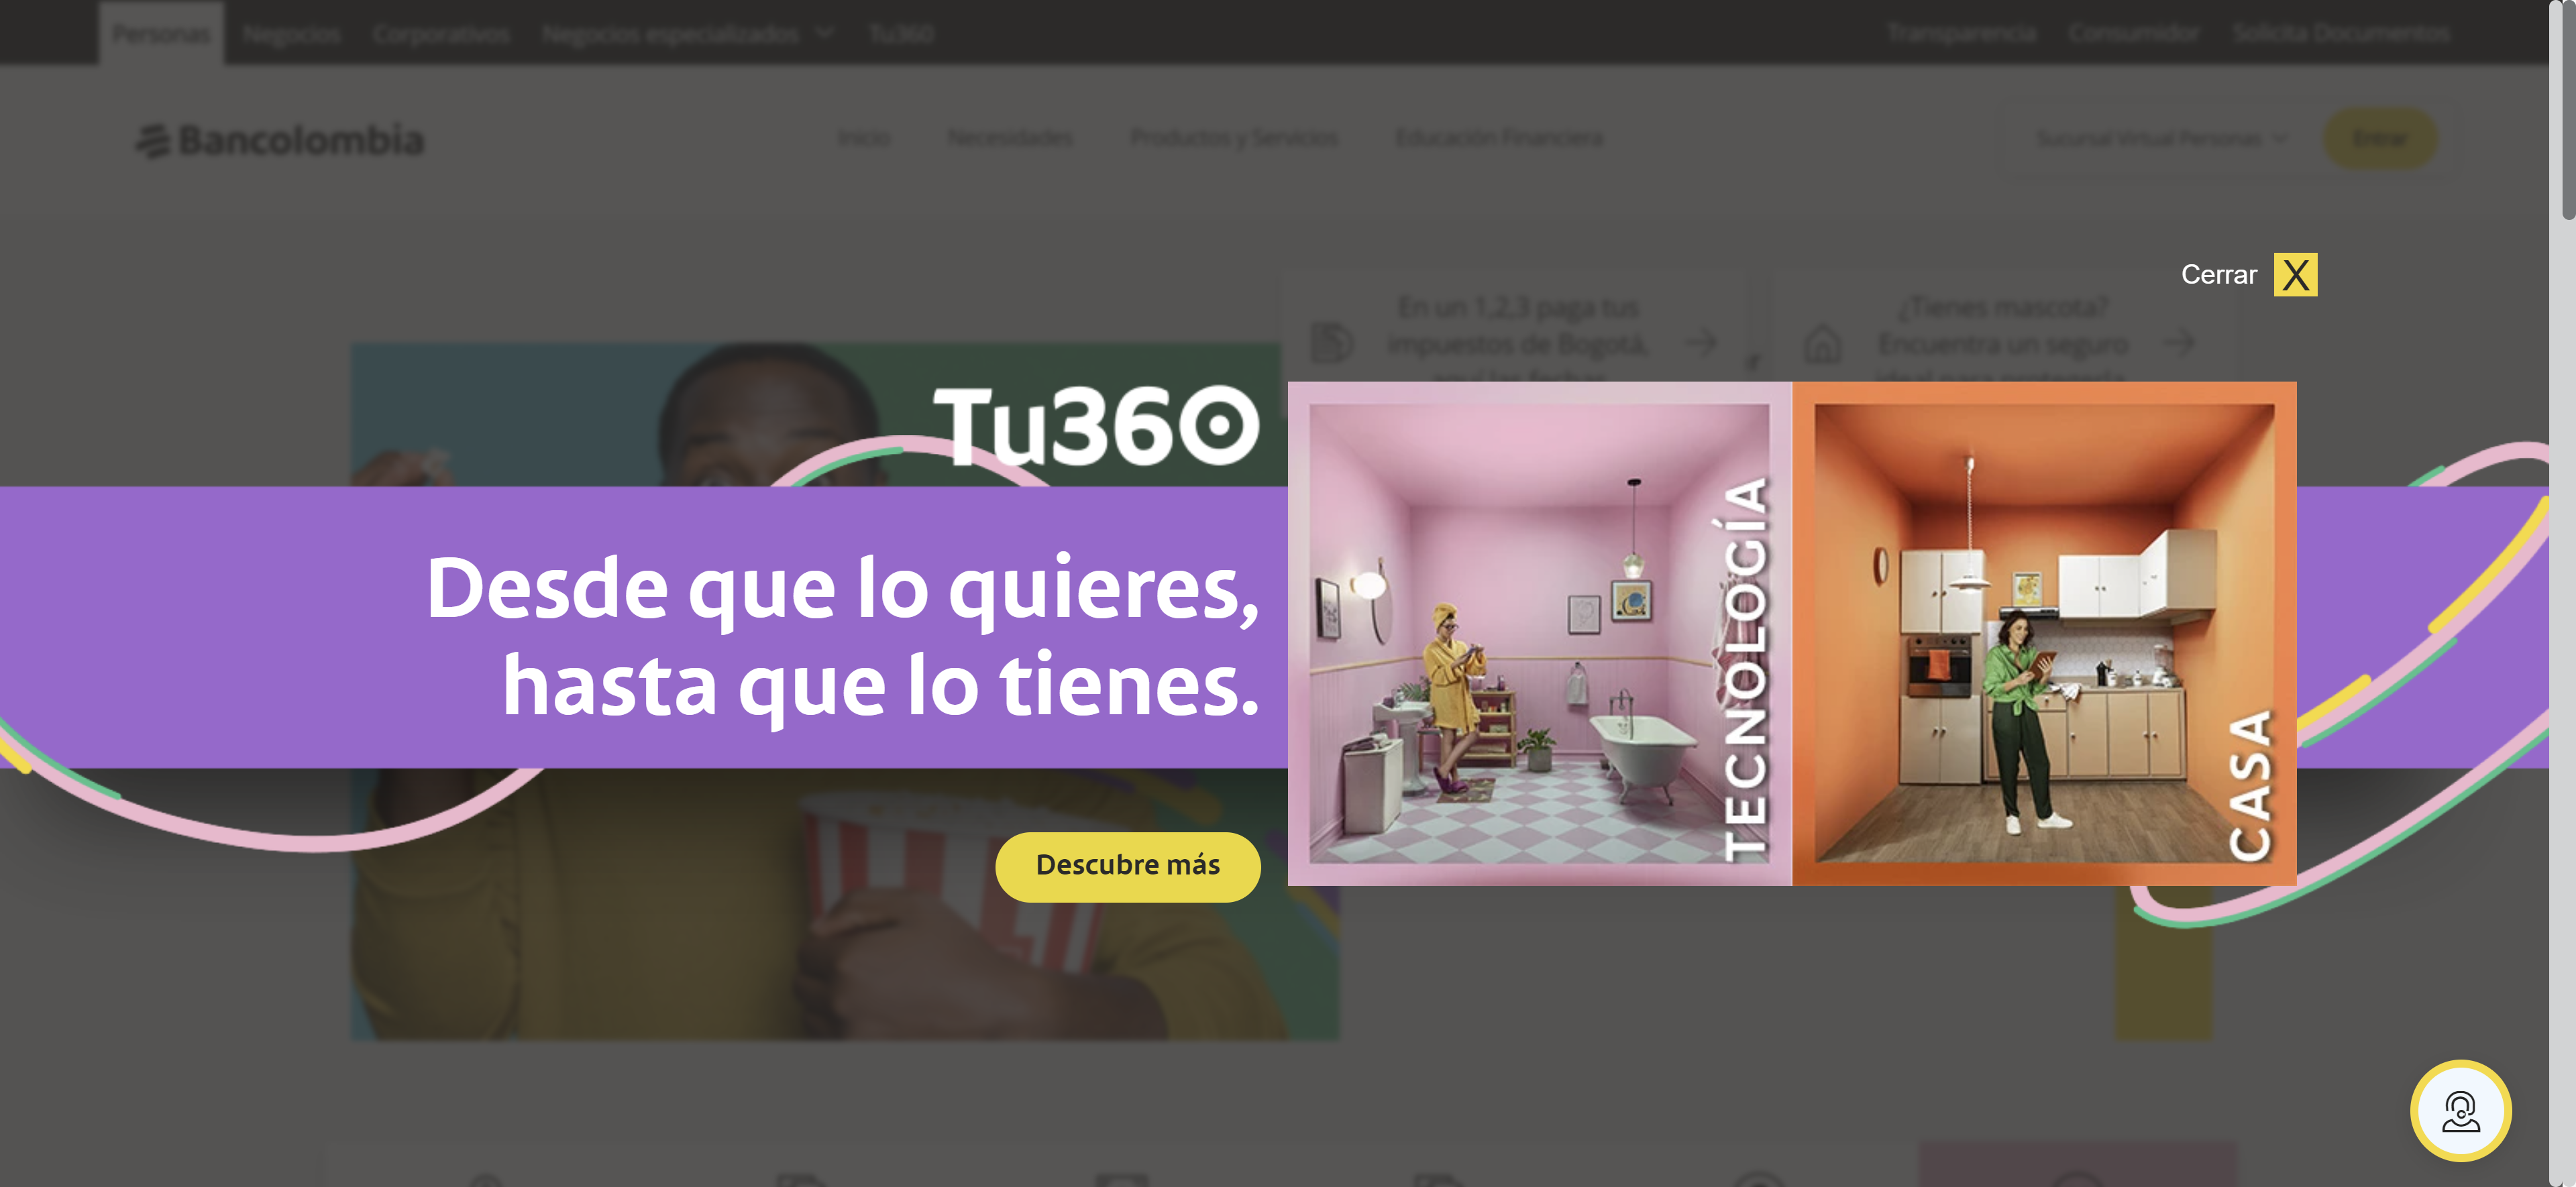 Personas Negocios Corporativos Negocios especializados Tu360 Transparencia Consumidor Solicita Documentos
Bancolombia Inicio Necesidades Productos y Servicios Educación Financiera Sucursal Virtual Personas Entrar
Cerrar X
En un 1,2,3 paga tus
impuestos de Bogotá,
¿Tienes mascota?
Encuentra un seguro
Tu360
Desde que lo quieres,
hasta que lo tienes.
Descubre más
TECNOLOGÍA
CASA